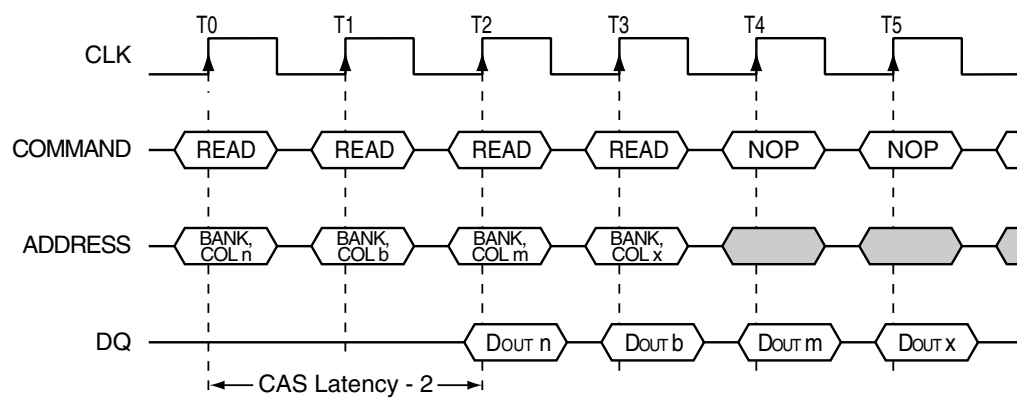 T0 T1 T2 T3 T4 T5
CLK
COMMAND READ READ READ READ NOP NOP
ADDRESS
BANK, COL n
BANK, COL b
BANK, COL m
BANK, COL x
DQ DOUT n DOUT b DOUT m DOUT x
CAS Latency - 2